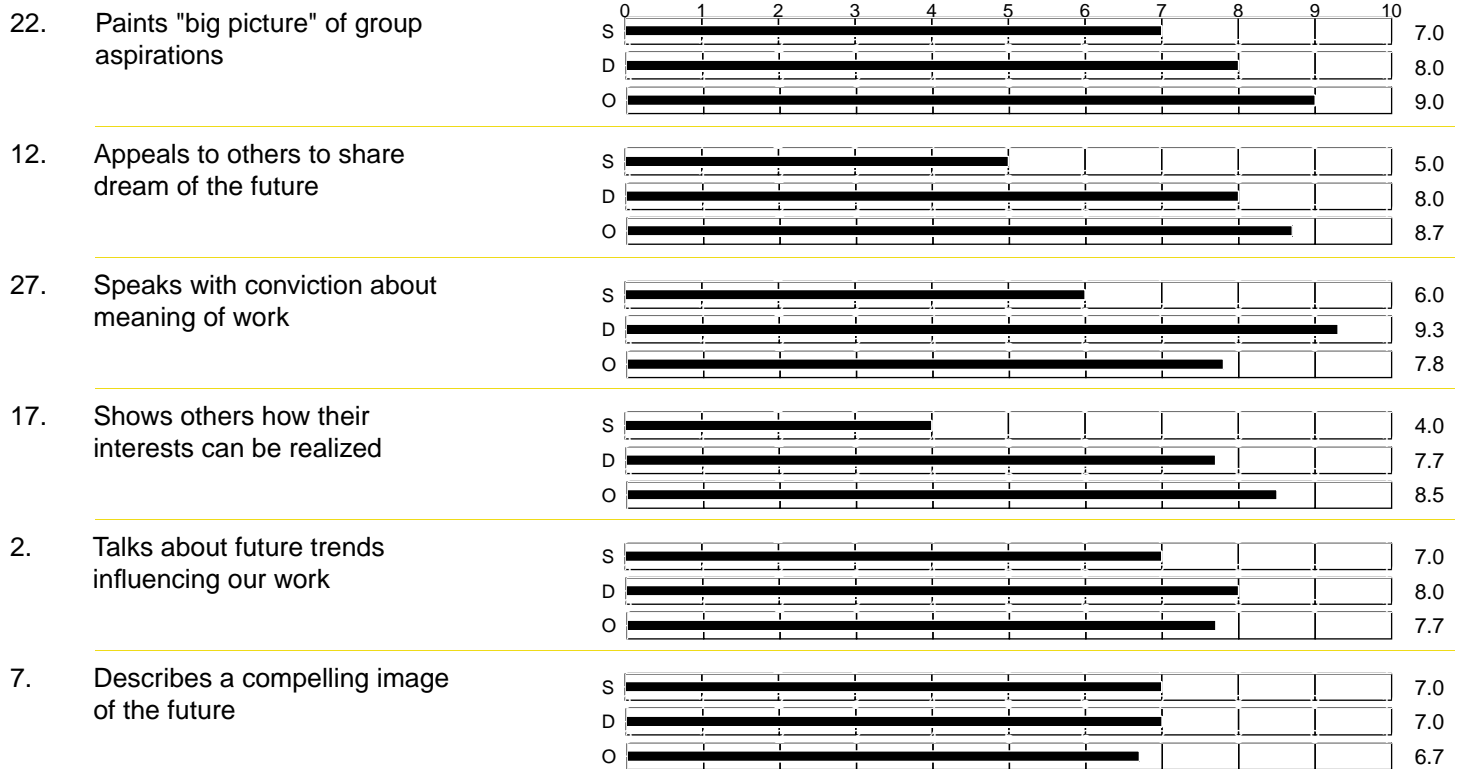 0 1 2 3 4 5 6 7 8 9 10
22. Paints "big picture" of group
aspirations
S 7.0
D 8.0
O 9.0
12. Appeals to others to share
dream of the future
S 5.0
D 8.0
O 8.7
27. Speaks with conviction about
meaning of work
S 6.0
D 9.3
O 7.8
17. Shows others how their
interests can be realized
S 4.0
D 7.7
O 8.5
2. Talks about future trends
influencing our work
S 7.0
D 8.0
O 7.7
7. Describes a compelling image
of the future
S 7.0
D 7.0
O 6.7